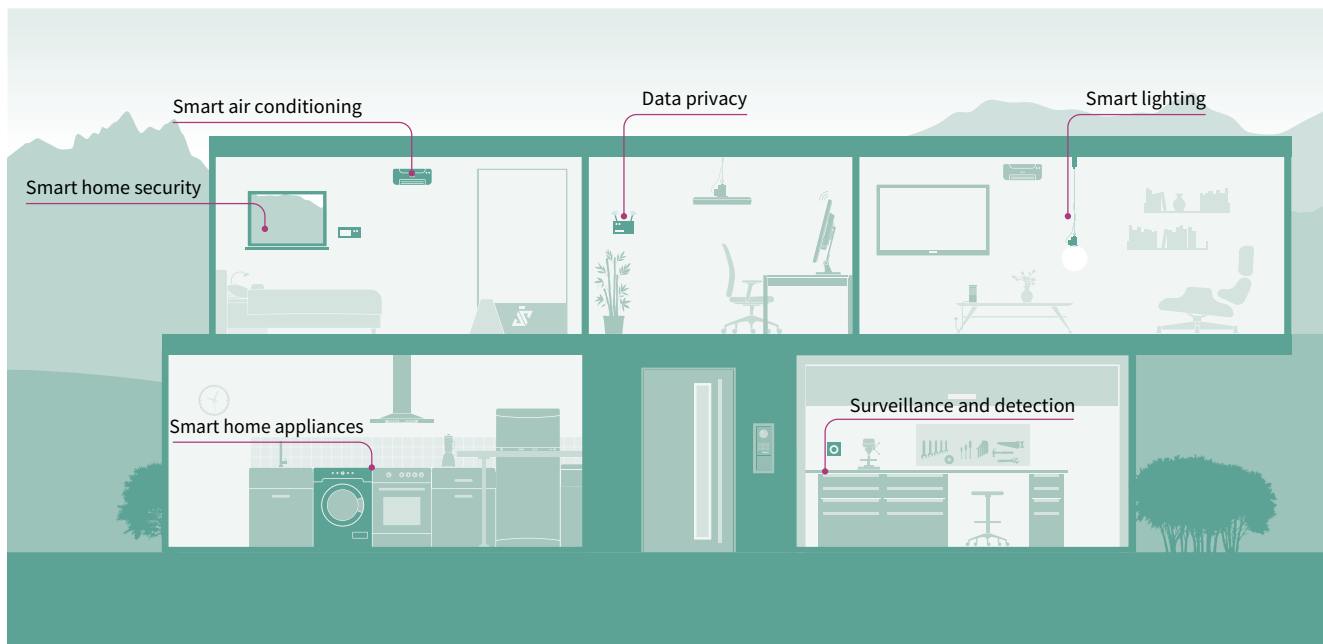 Smart air conditioning
Data privacy
Smart lighting
Smart home security
Smart home appliances
Surveillance and detection